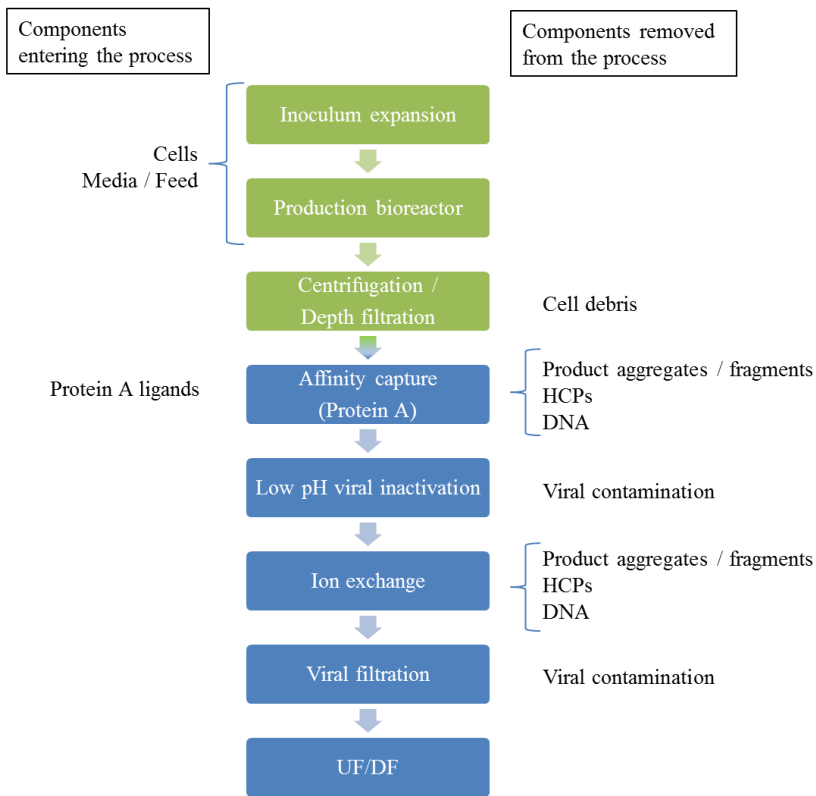 Components
entering the process
Components removed
from the process
Inoculum expansion
Cells
Media / Feed
Production bioreactor
Centrifugation /
Depth filtration
Cell debris
Protein A ligands
Affinity capture
(Protein A)
Product aggregates / fragments
HCPs
DNA
Low pH viral inactivation
Viral contamination
Ion exchange
Product aggregates / fragments
HCPs
DNA
Viral filtration
Viral contamination
UF/DF